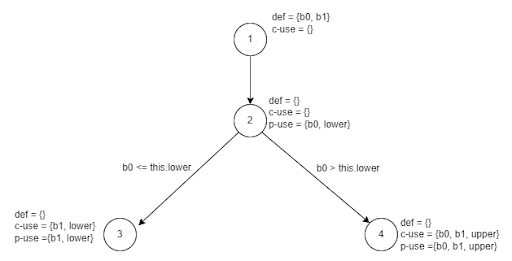 def = {b0, b1}
c-use = {}
1
def = {}
c-use = {}
p-use = {b0, lower}
2
b0 <= this.lower
b0 > this.lower
def = {}
c-use = {b1, lower}
p-use ={b1, lower}
3
4
def = {}
c-use = {b0, b1, upper}
p-use ={b0, b1, upper}